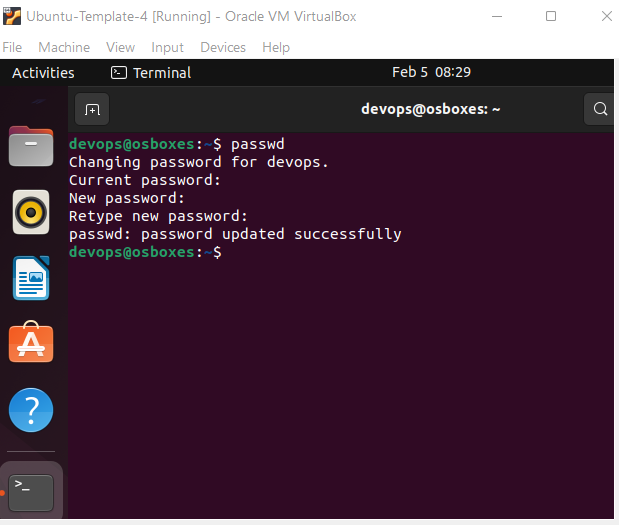 Ubuntu-Template-4 [Running] - Oracle VM VirtualBox
File Machine View Input Devices Help
Activities Terminal Feb 5 08:29
devops@osboxes: ~
devops@osboxes:~$ passwd
Changing password for devops.
Current password:
New password:
Retype new password:
passwd: password updated successfully
devops@osboxes:~$